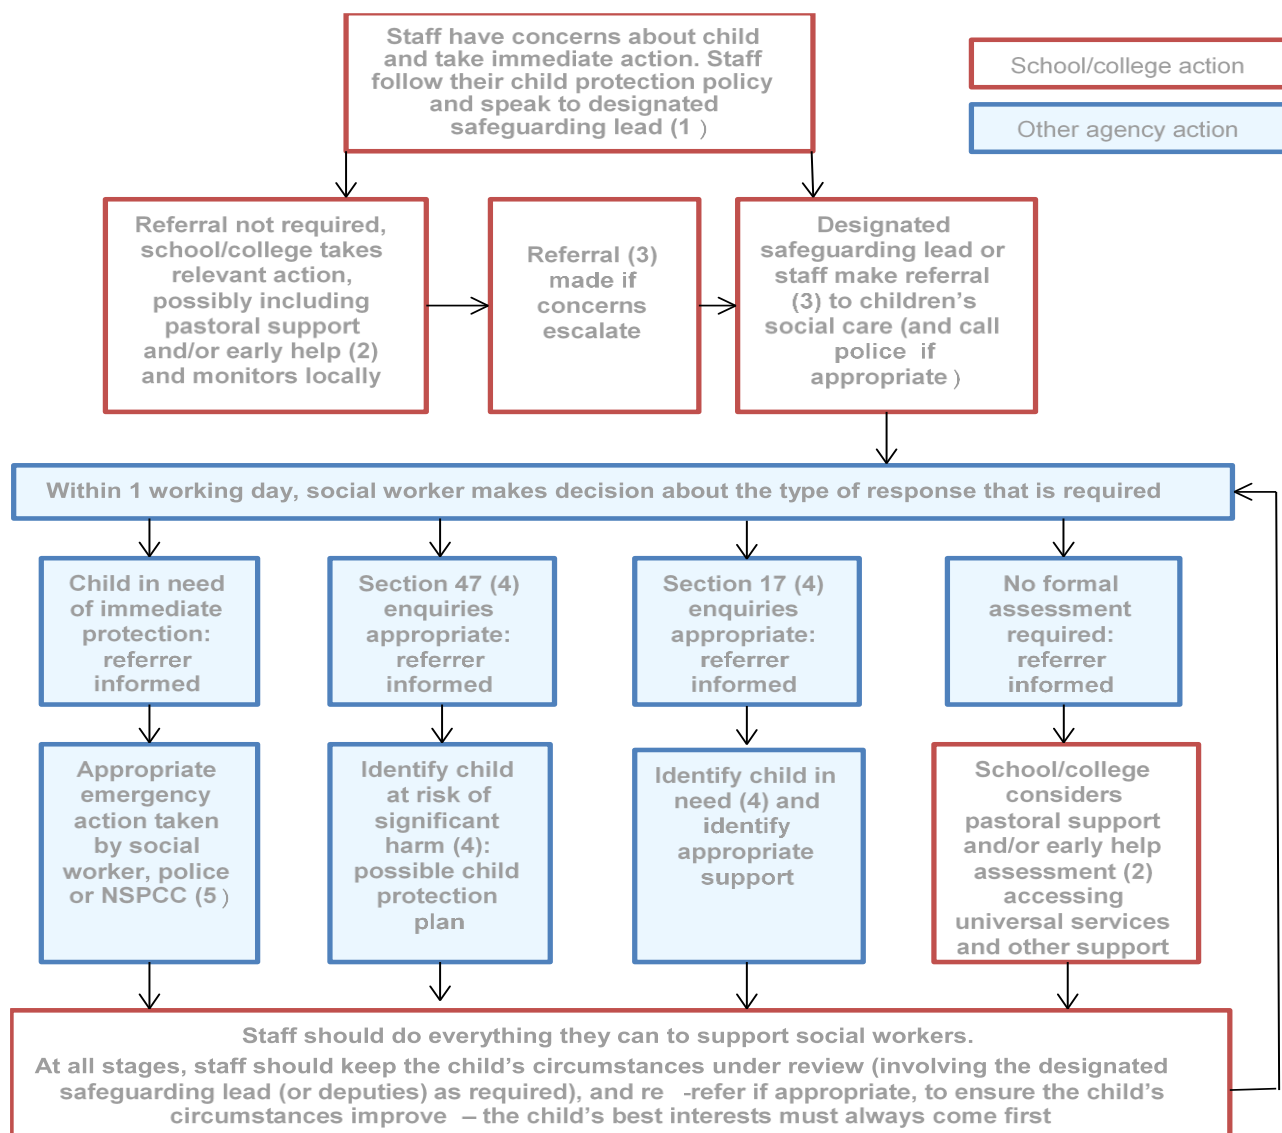 Staff have concerns about child
and take immediate action. Staff
follow their child protection policy
and speak to designated
safeguarding lead (1 )
School/college action
Other agency action
Referral not required,
school/college takes
relevant action,
possibly including
pastoral support
and/or early help (2)
and monitors locally
Referral (3)
made if
concerns
escalate
Designated
safeguarding lead or
staff make referral
(3) to children’s
social care (and call
police if
appropriate )
Within 1 working day, social worker makes decision about the type of response that is required
Child in need
of immediate
protection:
referrer
informed
Section 47 (4)
enquiries
appropriate:
referrer
informed
Section 17 (4)
enquiries
appropriate:
referrer
informed
No formal
assessment
required:
referrer
informed
Appropriate
emergency
action taken
by social
worker, police
or NSPCC (5 )
Identify child
at risk of
significant
harm (4):
possible child
protection
plan
Identify child in
need (4) and
identify
appropriate
support
School/college
considers
pastoral support
and/or early help
assessment (2)
accessing
universal services
and other support
Staff should do everything they can to support social workers.
At all stages, staff should keep the child’s circumstances under review (involving the designated
safeguarding lead (or deputies) as required), and re -refer if appropriate, to ensure the child’s
circumstances improve – the child’s best interests must always come first